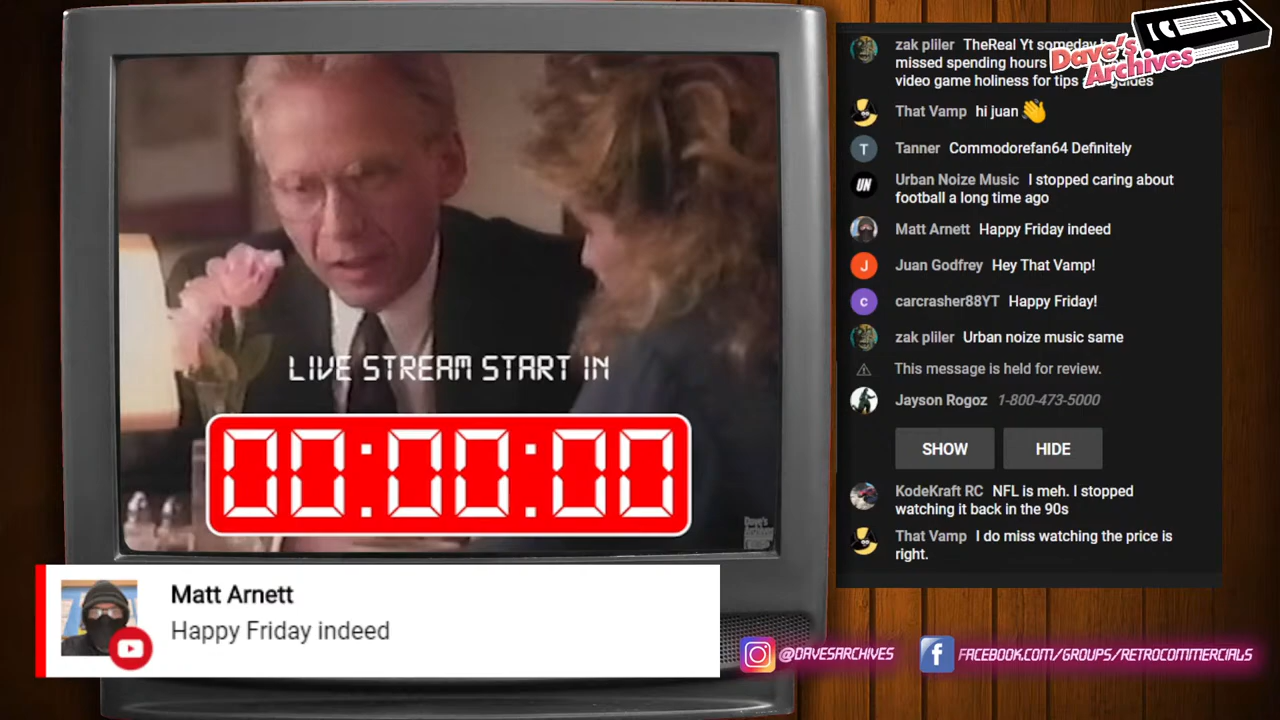 zak pliler TheReal Yt someday
missed spending hours
video game holiness for tips
Dave's
Archives
That Vamp hi juan 👋
T Tanner Commodorefan64 Definitely
UN Urban Noize Music I stopped caring about
football a long time ago
Matt Arnett Happy Friday indeed
J Juan Godfrey Hey That Vamp!
c carcrasher88YT Happy Friday!
zak pliler Urban noize music same
This message is held for review.
Jayson Rogoz 1-800-473-5000
SHOW HIDE
KodeKraft RC NFL is meh. I stopped
watching it back in the 90s
That Vamp I do miss watching the price is
right.
LIVE STREAM START IN
00:00:00
Matt Arnett
Happy Friday indeed
@DAVESARCHIVES
FACEBOOK.COM/GROUPS/RETROCOMMERCIALS